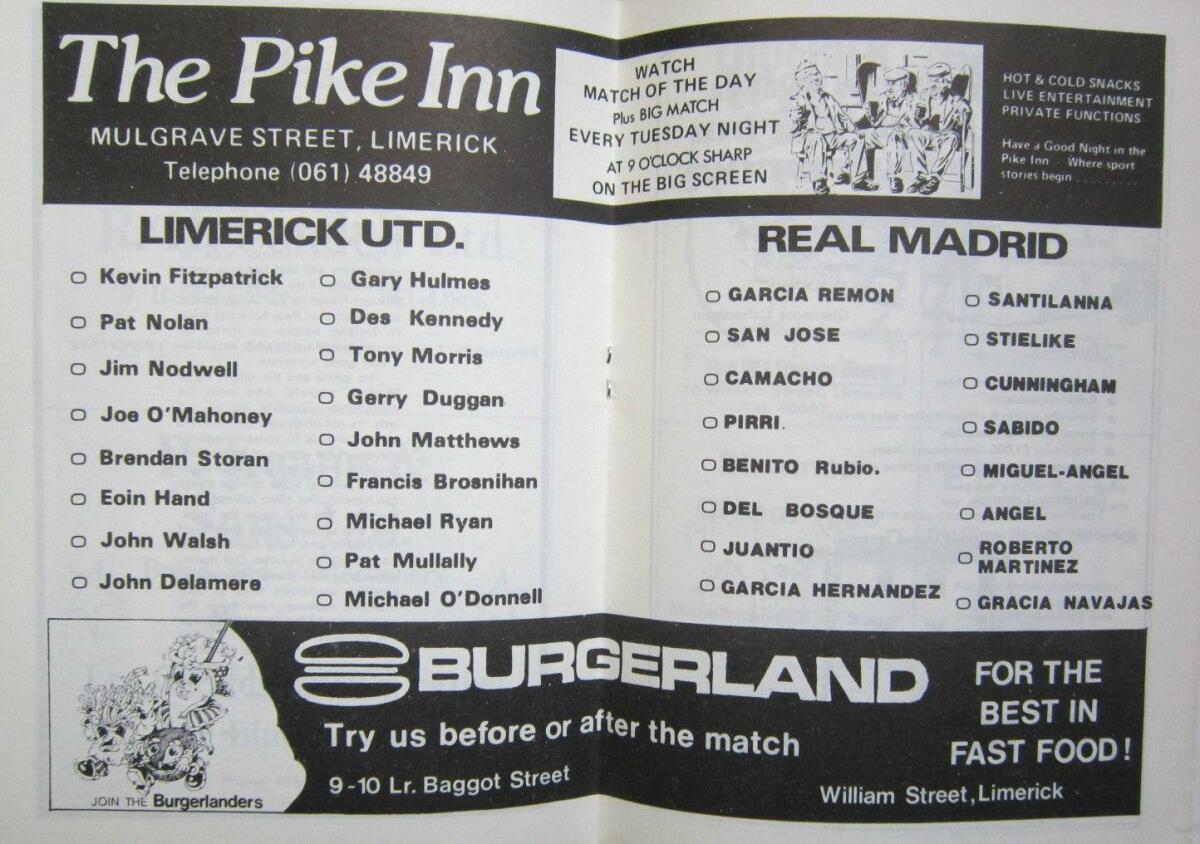 The Pike Inn
MULGRAVE STREET, LIMERICK
Telephone (061) 48849
WATCH
MATCH OF THE DAY
Plus BIG MATCH
EVERY TUESDAY NIGHT
AT 9 O'CLOCK SHARP
ON THE BIG SCREEN
HOT & COLD SNACKS
LIVE ENTERTAINMENT
PRIVATE FUNCTIONS
Have a Good Night in the
Pike Inn Where sport
stories begin ..........
LIMERICK UTD.
Kevin Fitzpatrick
Pat Nolan
Jim Nodwell
Joe O'Mahoney
Brendan Storan
Eoin Hand
John Walsh
John Delamere
Gary Hulmes
Des Kennedy
Tony Morris
Gerry Duggan
John Matthews
Francis Brosnihan
Michael Ryan
Pat Mullally
Michael O'Donnell
REAL MADRID
GARCIA REMON
SAN JOSE
CAMACHO
PIRRI.
BENITO Rubio.
DEL BOSQUE
JUANTIO
GARCIA HERNANDEZ
SANTILANNA
STIELIKE
CUNNINGHAM
SABIDO
MIGUEL-ANGEL
ANGEL
ROBERTO
MARTINEZ
GRACIA NAVAJAS
JOIN THE Burgerlanders
BURGERLAND
Try us before or after the match
9-10 Lr. Baggot Street
William Street, Limerick
FOR THE
BEST IN
FAST FOOD!